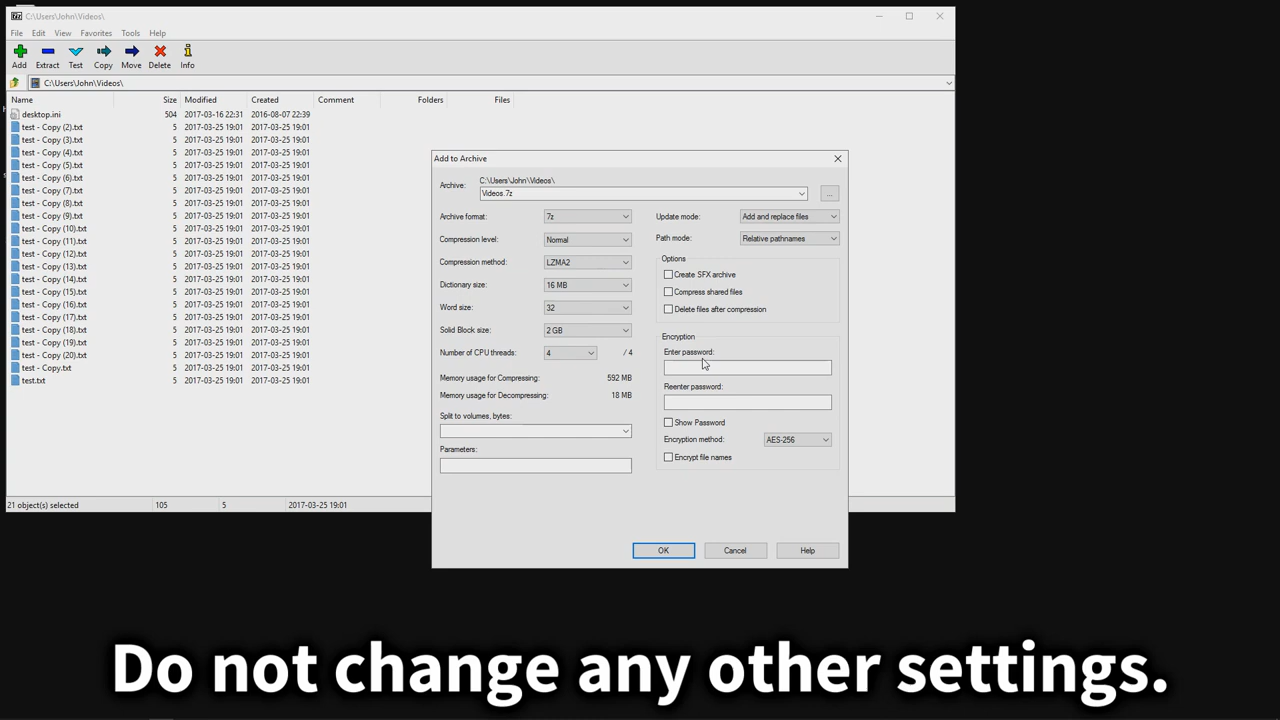 C:\Users\John\Videos\
File Edit View Favorites Tools Help
Add Extract Test Copy Move Delete Info
C:\Users\John\Videos\
Name Size Modified Created Comment Folders Files
desktop.ini 504 2017-03-16 22:31 2016-08-07 22:39
test - Copy (2).txt 5 2017-03-25 19:01 2017-03-25 19:01
test - Copy (3).txt 5 2017-03-25 19:01 2017-03-25 19:01
test - Copy (4).txt 5 2017-03-25 19:01 2017-03-25 19:01
test - Copy (5).txt 5 2017-03-25 19:01 2017-03-25 19:01
test - Copy (6).txt 5 2017-03-25 19:01 2017-03-25 19:01
test - Copy (7).txt 5 2017-03-25 19:01 2017-03-25 19:01
test - Copy (8).txt 5 2017-03-25 19:01 2017-03-25 19:01
test - Copy (9).txt 5 2017-03-25 19:01 2017-03-25 19:01
test - Copy (10).txt 5 2017-03-25 19:01 2017-03-25 19:01
test - Copy (11).txt 5 2017-03-25 19:01 2017-03-25 19:01
test - Copy (12).txt 5 2017-03-25 19:01 2017-03-25 19:01
test - Copy (13).txt 5 2017-03-25 19:01 2017-03-25 19:01
test - Copy (14).txt 5 2017-03-25 19:01 2017-03-25 19:01
test - Copy (15).txt 5 2017-03-25 19:01 2017-03-25 19:01
test - Copy (16).txt 5 2017-03-25 19:01 2017-03-25 19:01
test - Copy (17).txt 5 2017-03-25 19:01 2017-03-25 19:01
test - Copy (18).txt 5 2017-03-25 19:01 2017-03-25 19:01
test - Copy (19).txt 5 2017-03-25 19:01 2017-03-25 19:01
test - Copy (20).txt 5 2017-03-25 19:01 2017-03-25 19:01
test - Copy.txt 5 2017-03-25 19:01 2017-03-25 19:01
test.txt 5 2017-03-25 19:01 2017-03-25 19:01
21 object(s) selected 105 5 2017-03-25 19:01
Add to Archive
C:\Users\John\Videos\
Archive: Videos.7z ...
Archive format: 7z
Compression level: Normal
Compression method: LZMA2
Dictionary size: 16 MB
Word size: 32
Solid Block size: 2 GB
Number of CPU threads: 4 / 4
Memory usage for Compressing: 592 MB
Memory usage for Decompressing: 18 MB
Split to volumes, bytes:
Parameters:
Update mode: Add and replace files
Path mode: Relative pathnames
Options
Create SFX archive
Compress shared files
Delete files after compression
Encryption
Enter password:
Reenter password:
Show Password
Encryption method: AES-256
Encrypt file names
OK Cancel Help
Do not change any other settings.